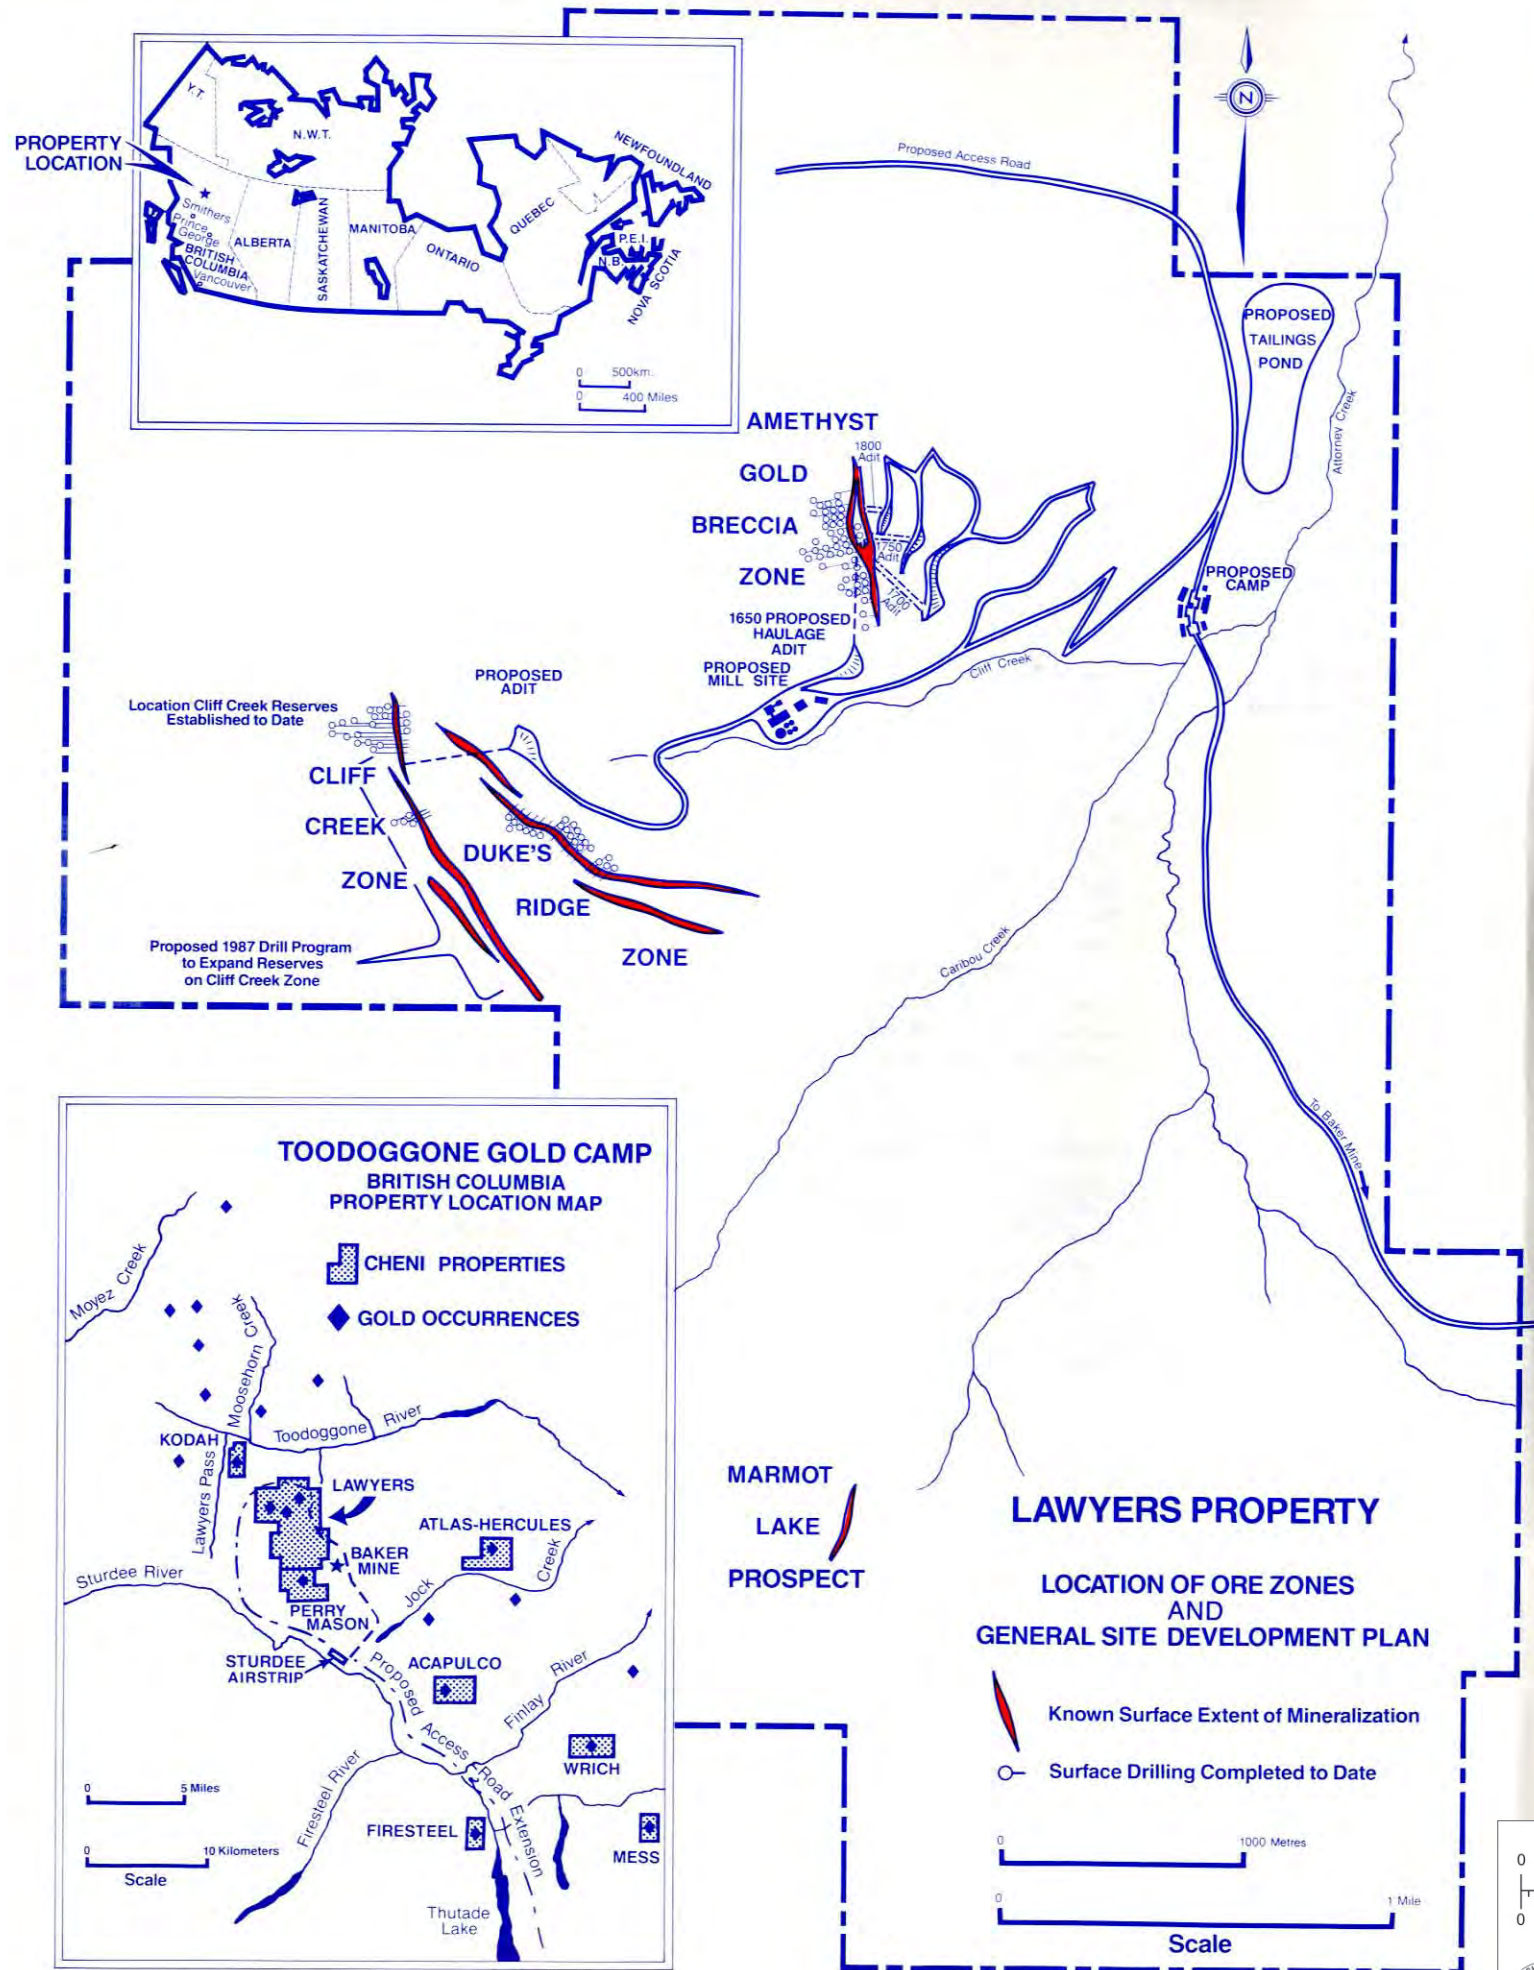 N
PROPERTY
LOCATION
Y.T.
N.W.T.
NEWFOUNDLAND
Smithers
Prince
George
BRITISH
COLUMBIA
Vancouver
ALBERTA
SASKATCHEWAN
MANITOBA
ONTARIO
QUEBEC
P.E.I.
N.B.
NOVA SCOTIA
0 500km.
0 400 Miles
Proposed Access Road
PROPOSED
TAILINGS
POND
Attorney Creek
AMETHYST
GOLD
BRECCIA
ZONE
1800
Adit
1750
Adit
1700
Adit
1650 PROPOSED
HAULAGE
ADIT
PROPOSED
MILL SITE
PROPOSED
CAMP
Cliff Creek
PROPOSED
ADIT
Location Cliff Creek Reserves
Established to Date
CLIFF
CREEK
ZONE
DUKE'S
RIDGE
ZONE
Proposed 1987 Drill Program
to Expand Reserves
on Cliff Creek Zone
Caribou Creek
To Baker Mine
TOODOGGONE GOLD CAMP
BRITISH COLUMBIA
PROPERTY LOCATION MAP
CHENI PROPERTIES
GOLD OCCURRENCES
Moyez Creek
Moosehorn Creek
Toodoggone River
KODAH
Lawyers Pass
LAWYERS
ATLAS-HERCULES
BAKER
MINE
Jock Creek
Sturdee River
PERRY
MASON
STURDEE
AIRSTRIP
ACAPULCO
Proposed Access Road Extension
Finlay River
WRICH
Firesteel River
FIRESTEEL
MESS
Thutade
Lake
0 5 Miles
0 10 Kilometers
Scale
MARMOT
LAKE
PROSPECT
LAWYERS PROPERTY
LOCATION OF ORE ZONES
AND
GENERAL SITE DEVELOPMENT PLAN
Known Surface Extent of Mineralization
Surface Drilling Completed to Date
0 1000 Metres
0 1 Mile
Scale
0
0